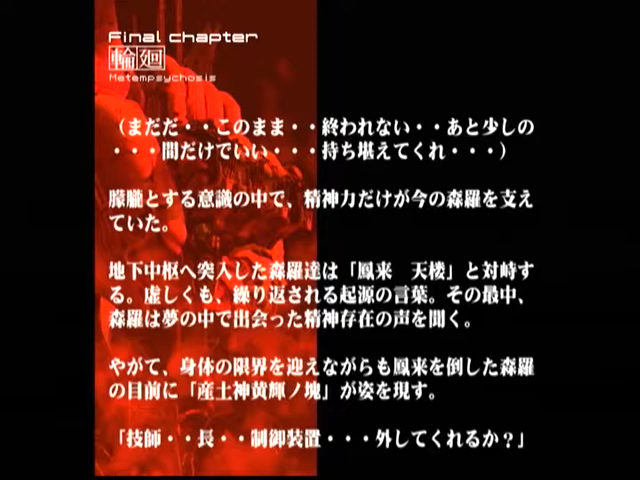 Final chapter
輪廻
Metempsychosis
（まだだ・・このまま・・終われない・・あと少しの
・・・間だけでいい・・・持ち堪えてくれ・・・）
朦朧とする意識の中で、精神力だけが今の森羅を支え
ていた。
地下中枢へ突入した森羅達は「鳳来　天楼」と対峙す
る。虚しくも、繰り返される起源の言葉。その最中、
森羅は夢の中で出会った精神存在の声を聞く。
やがて、身体の限界を迎えながらも鳳来を倒した森羅
の目前に「産土神黄輝ノ塊」が姿を現す。
「技師・・長・・制御装置・・・外してくれるか？」